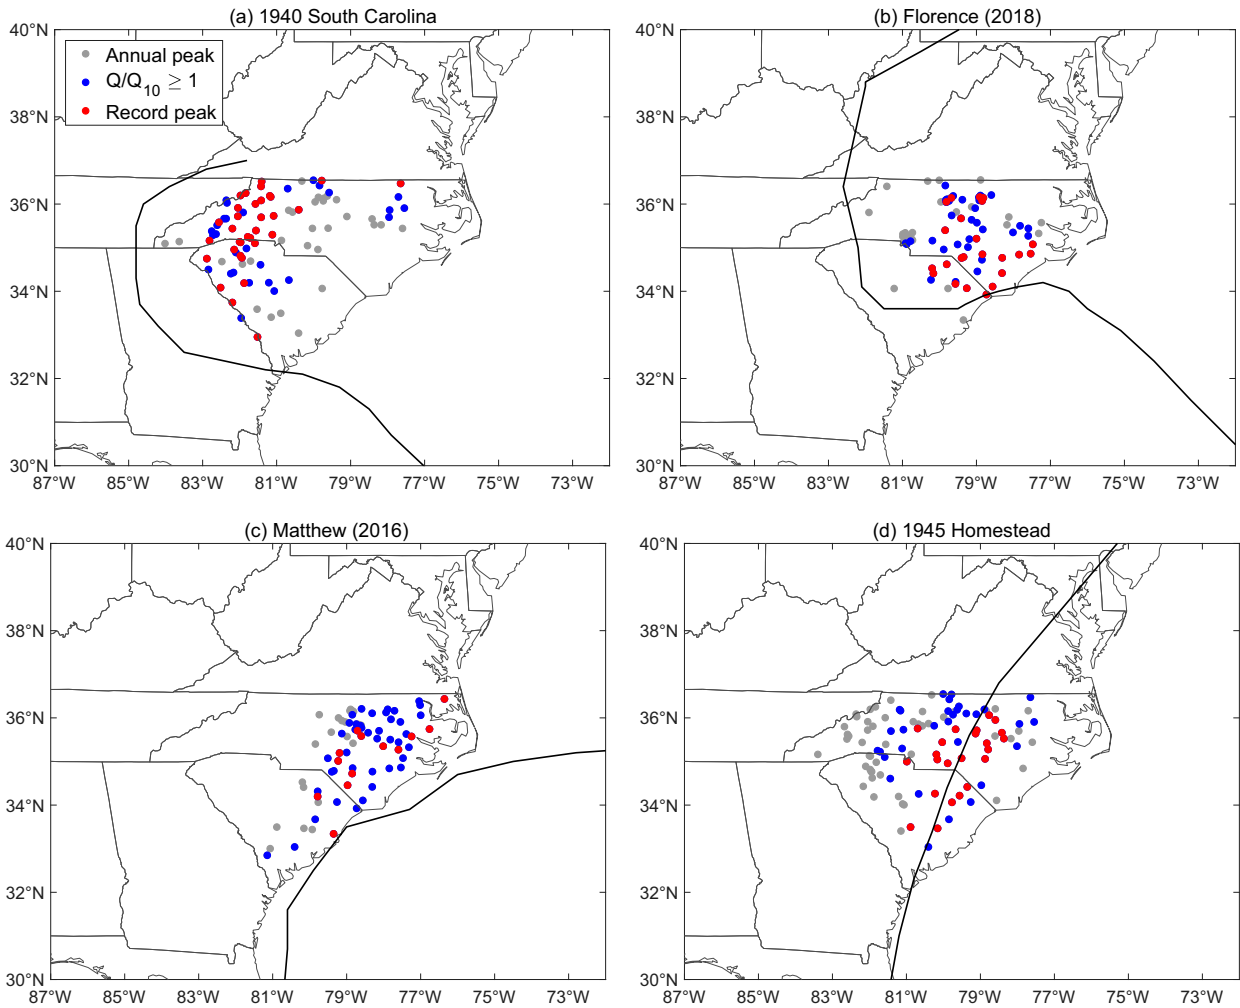 (a) 1940 South Carolina
40°N
38°N
36°N
34°N
32°N
30°N
87°W 85°W 83°W 81°W 79°W 77°W 75°W 73°W
Annual peak
Q/Q10 ≥ 1
Record peak
(b) Florence (2018)
40°N
38°N
36°N
34°N
32°N
30°N
87°W 85°W 83°W 81°W 79°W 77°W 75°W 73°W
(c) Matthew (2016)
40°N
38°N
36°N
34°N
32°N
30°N
87°W 85°W 83°W 81°W 79°W 77°W 75°W 73°W
(d) 1945 Homestead
40°N
38°N
36°N
34°N
32°N
30°N
87°W 85°W 83°W 81°W 79°W 77°W 75°W 73°W